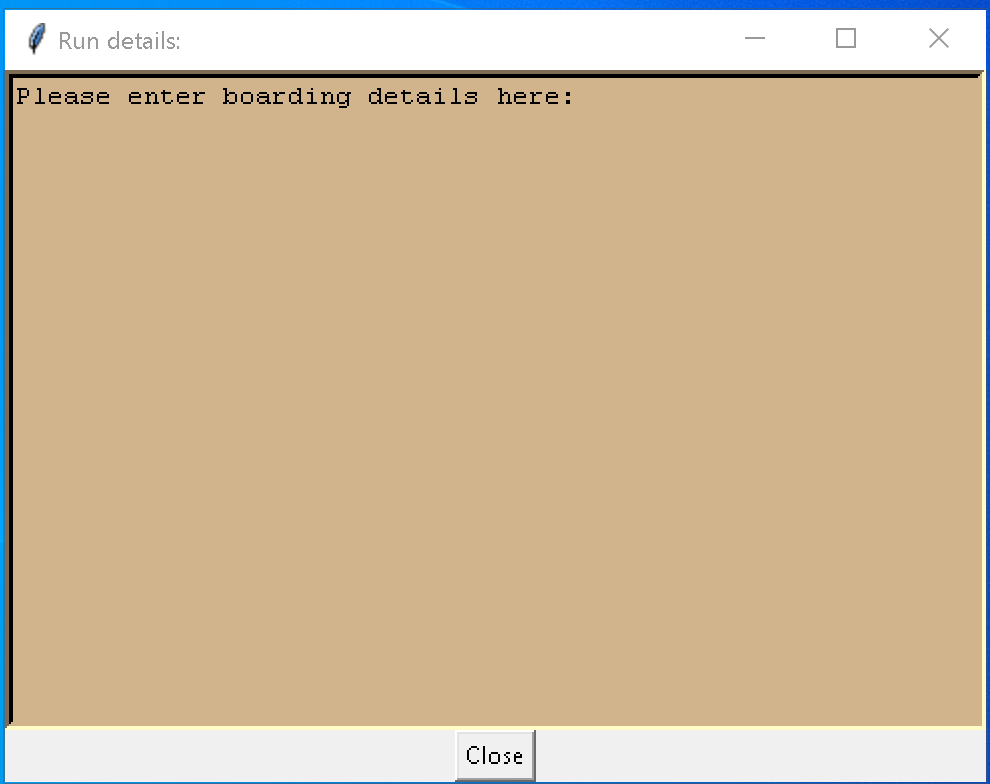 Run details:
Please enter boarding details here:
Close